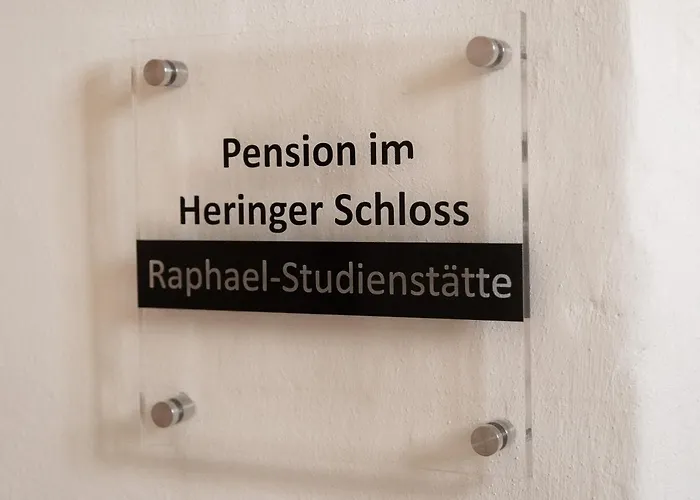 Pension im
Heringer Schloss
Raphael-Studienstätte